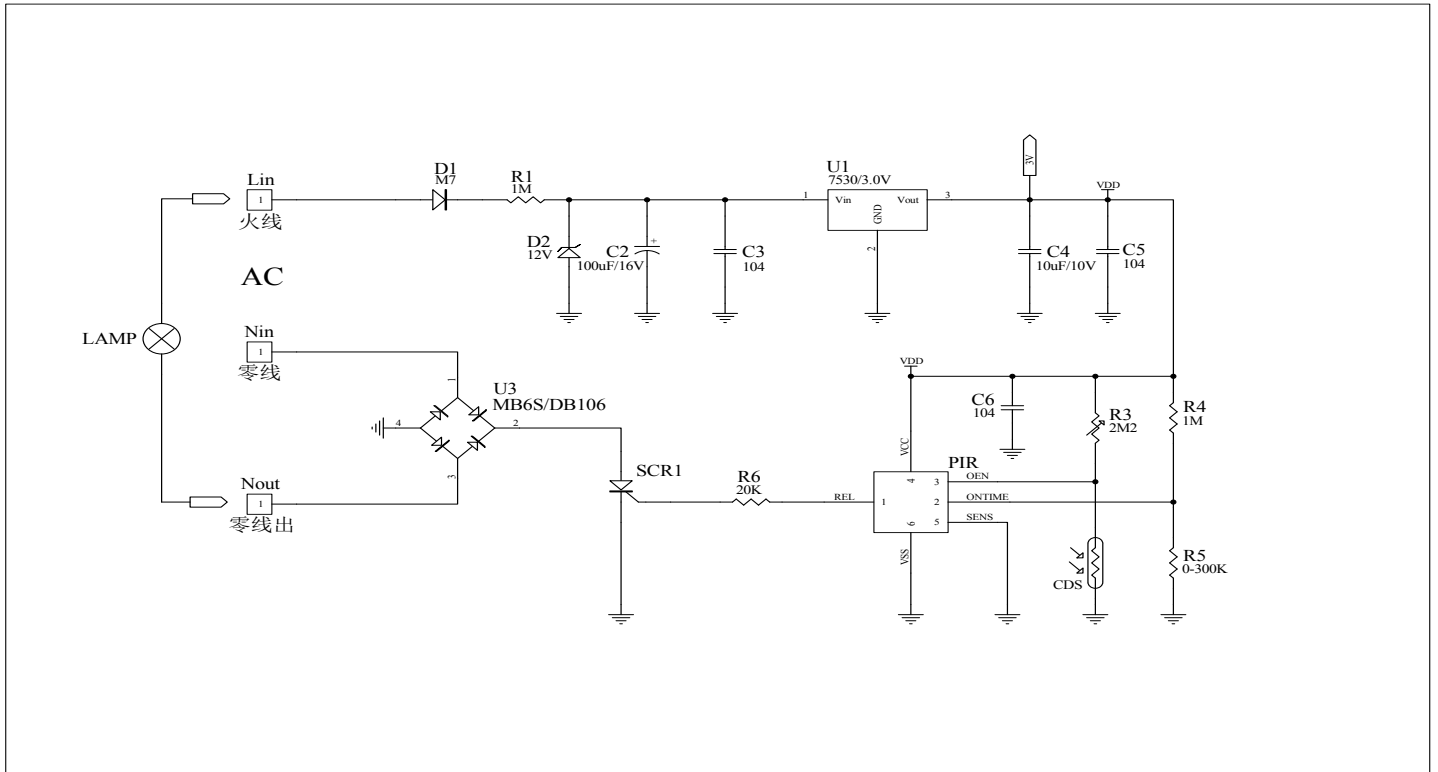 Lin
1
火线
D1
M7
R1
1M
D2
12V
C2
+
100uF/16V
C3
104
U1
7530/3.0V
1
Vin
Vout
3
GND
2
3V
VDD
C4
10uF/10V
C5
104
AC
LAMP
Nin
1
零线
U3
MB6S/DB106
1
4
2
3
Nout
1
零线出
SCR1
R6
20K
REL
VDD
VCC
C6
104
R3
2M2
R4
1M
PIR
4
3
OEN
1
2
ONTIME
5
SENS
6
VSS
CDS
R5
0-300K